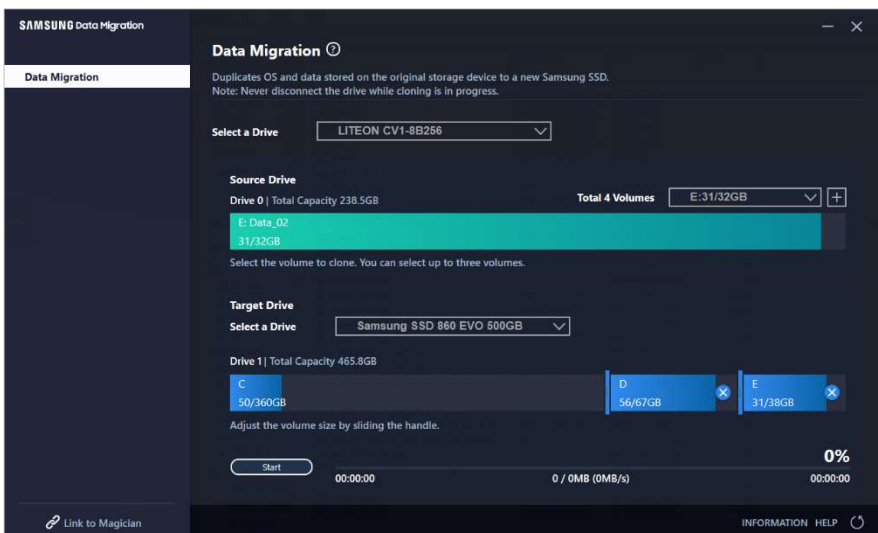 SAMSUNG Data Migration
Data Migration
Data Migration ?
Duplicates OS and data stored on the original storage device to a new Samsung SSD.
Note: Never disconnect the drive while cloning is in progress.
Select a Drive LITEON CV1-8B256
Source Drive
Drive 0 | Total Capacity 238.5GB Total 4 Volumes E:31/32GB
E: Data_02
31/32GB
Select the volume to clone. You can select up to three volumes.
Target Drive
Select a Drive Samsung SSD 860 EVO 500GB
Drive 1 | Total Capacity 465.8GB
C D E
50/360GB 56/67GB 31/38GB
Adjust the volume size by sliding the handle.
0%
Start
00:00:00 0 / 0MB (0MB/s) 00:00:00
Link to Magician INFORMATION HELP